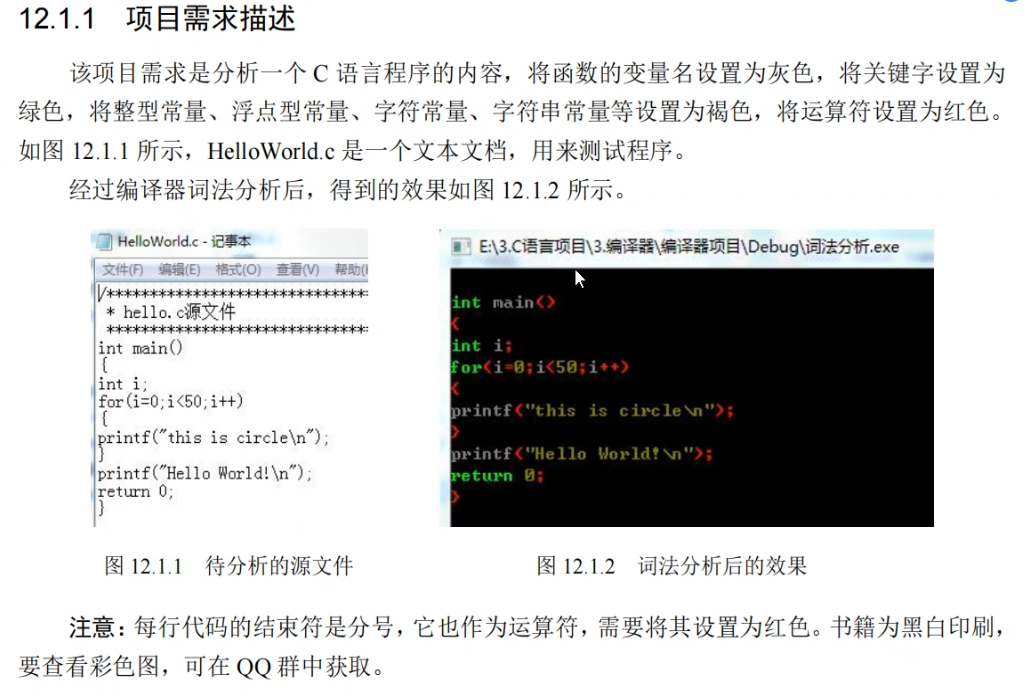 12.1.1 项目需求描述
该项目需求是分析一个 C 语言程序的内容，将函数的变量名设置为灰色，将关键字设置为
绿色，将整型常量、浮点型常量、字符常量、字符串常量等设置为褐色，将运算符设置为红色。
如图 12.1.1 所示，HelloWorld.c 是一个文本文档，用来测试程序。
经过编译器词法分析后，得到的效果如图 12.1.2 所示。
HelloWorld.c - 记事本
文件(F) 编辑(E) 格式(O) 查看(V) 帮助(
/******************************
* hello.c源文件
******************************
int main()
{
int i;
for(i=0;i<50;i++)
{
printf("this is circle\n");
}
printf("Hello World!\n");
return 0;
}
E:\3.C语言项目\3.编译器\编译器项目\Debug\词法分析.exe
int main()
{
int i;
for(i=0;i<50;i++)
{
printf("this is circle\n");
}
printf("Hello World!\n");
return 0;
}
图 12.1.1 待分析的源文件
图 12.1.2 词法分析后的效果
注意：每行代码的结束符是分号，它也作为运算符，需要将其设置为红色。书籍为黑白印刷，
要查看彩色图，可在 QQ 群中获取。